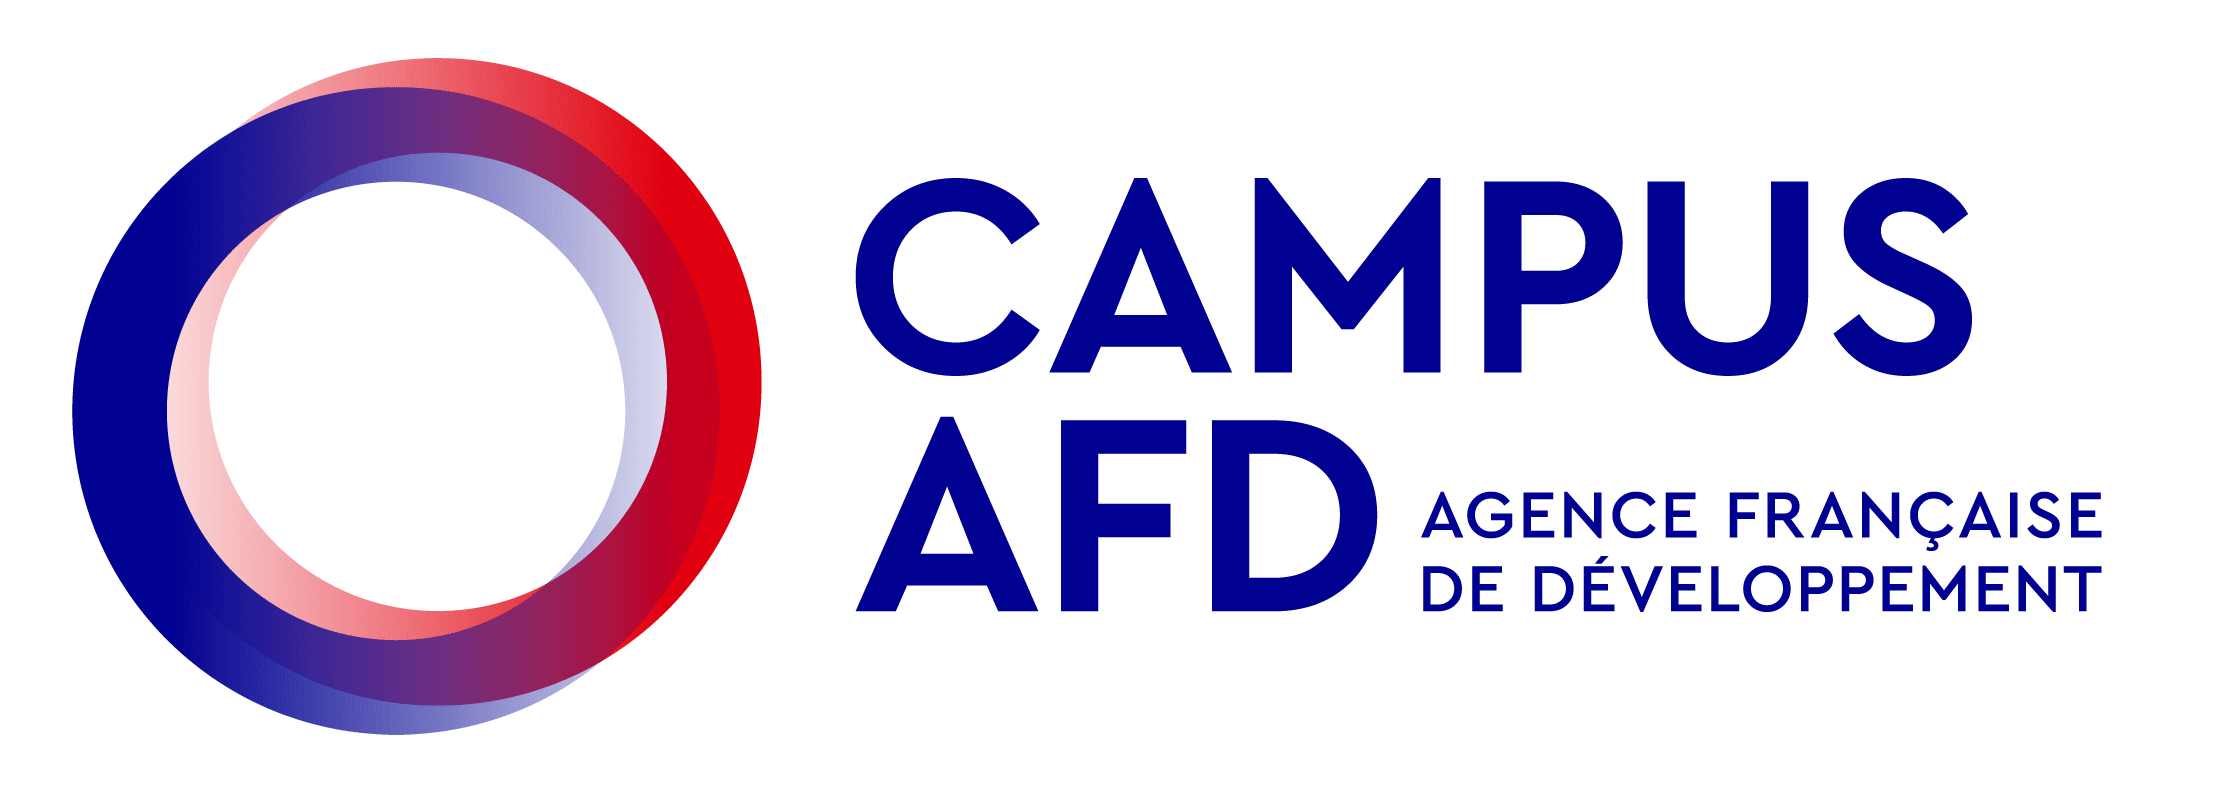 CAMPUS
AFD
AGENCE FRANÇAISE
DE DÉVELOPPEMENT